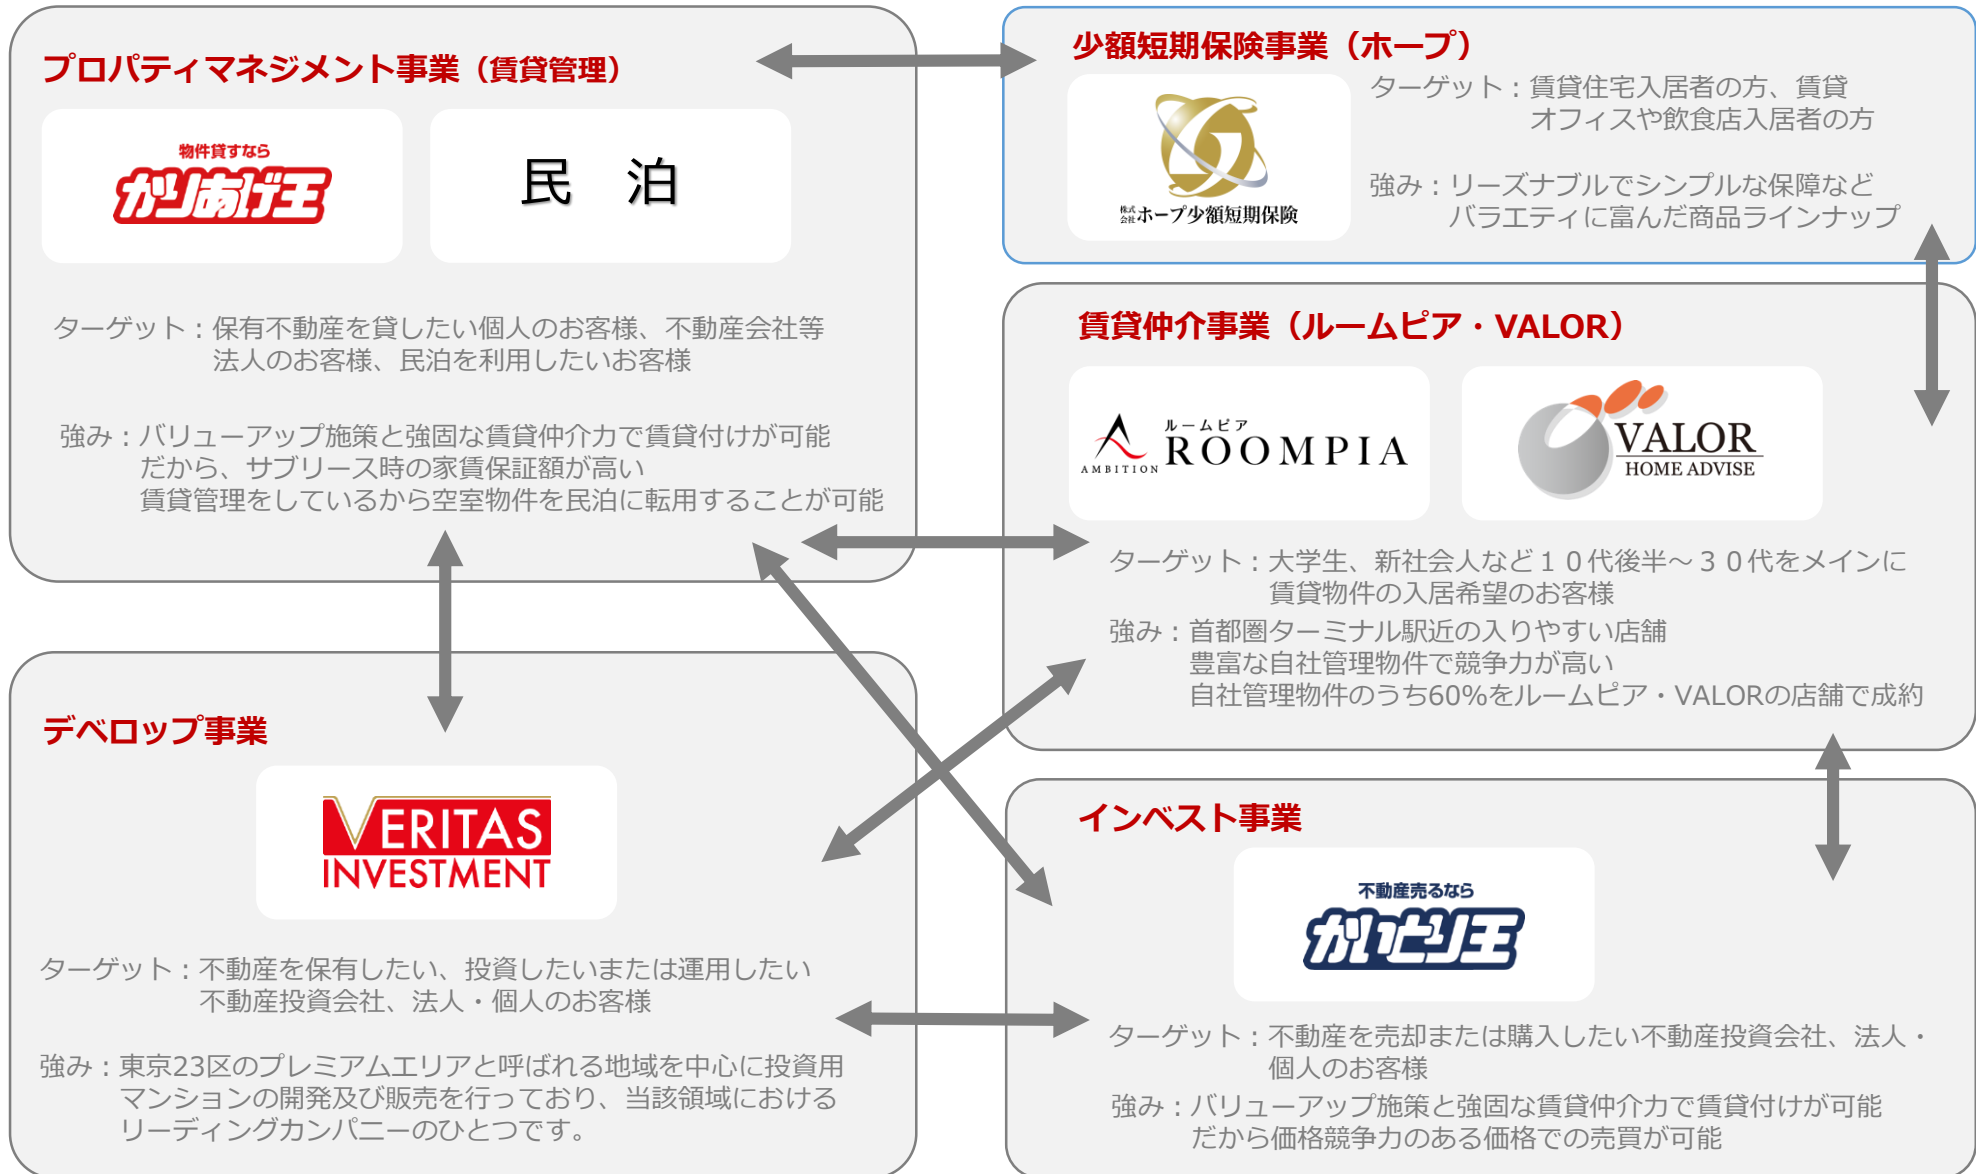 プロパティマネジメント事業（賃貸管理）
物件貸すなら
かりあげ王
民　泊
ターゲット：保有不動産を貸したい個人のお客様、不動産会社等
法人のお客様、民泊を利用したいお客様
強み：バリューアップ施策と強固な賃貸仲介力で賃貸付けが可能
だから、サブリース時の家賃保証額が高い
賃貸管理をしているから空室物件を民泊に転用することが可能
少額短期保険事業（ホープ）
株式会社ホープ少額短期保険
ターゲット：賃貸住宅入居者の方、賃貸
オフィスや飲食店入居者の方
強み：リーズナブルでシンプルな保障など
バラエティに富んだ商品ラインナップ
賃貸仲介事業（ルームピア・VALOR）
AMBITION
ルームピア
ROOMPIA
VALOR
HOME ADVISE
ターゲット：大学生、新社会人など１０代後半～３０代をメインに
賃貸物件の入居希望のお客様
強み：首都圏ターミナル駅近の入りやすい店舗
豊富な自社管理物件で競争力が高い
自社管理物件のうち60%をルームピア・VALORの店舗で成約
デベロップ事業
VERITAS
INVESTMENT
ターゲット：不動産を保有したい、投資したいまたは運用したい
不動産投資会社、法人・個人のお客様
強み：東京23区のプレミアムエリアと呼ばれる地域を中心に投資用
マンションの開発及び販売を行っており、当該領域における
リーディングカンパニーのひとつです。
インベスト事業
不動産売るなら
かいとり王
ターゲット：不動産を売却または購入したい不動産投資会社、法人・
個人のお客様
強み：バリューアップ施策と強固な賃貸仲介力で賃貸付けが可能
だから価格競争力のある価格での売買が可能